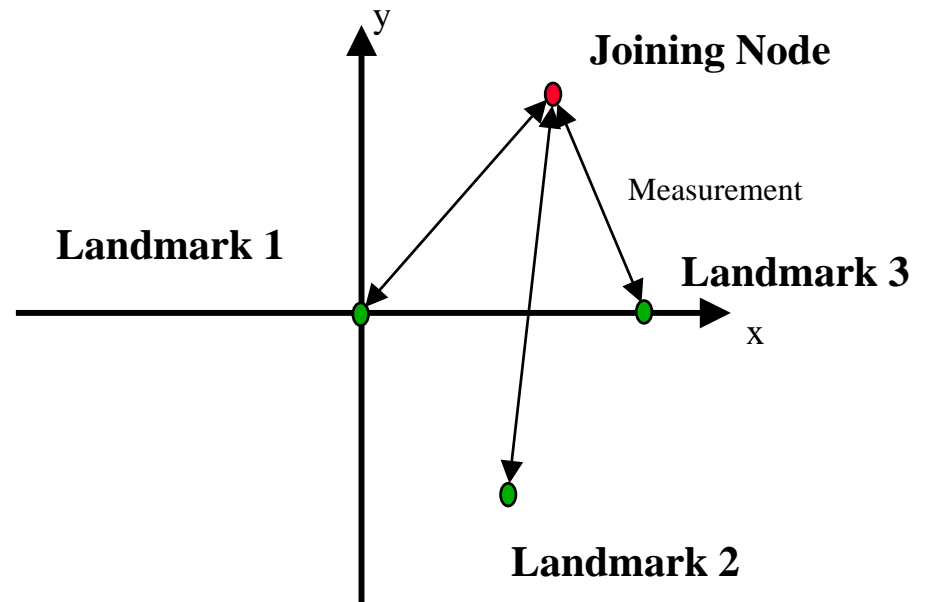 y
Joining Node
Measurement
Landmark 1
Landmark 3
x
Landmark 2